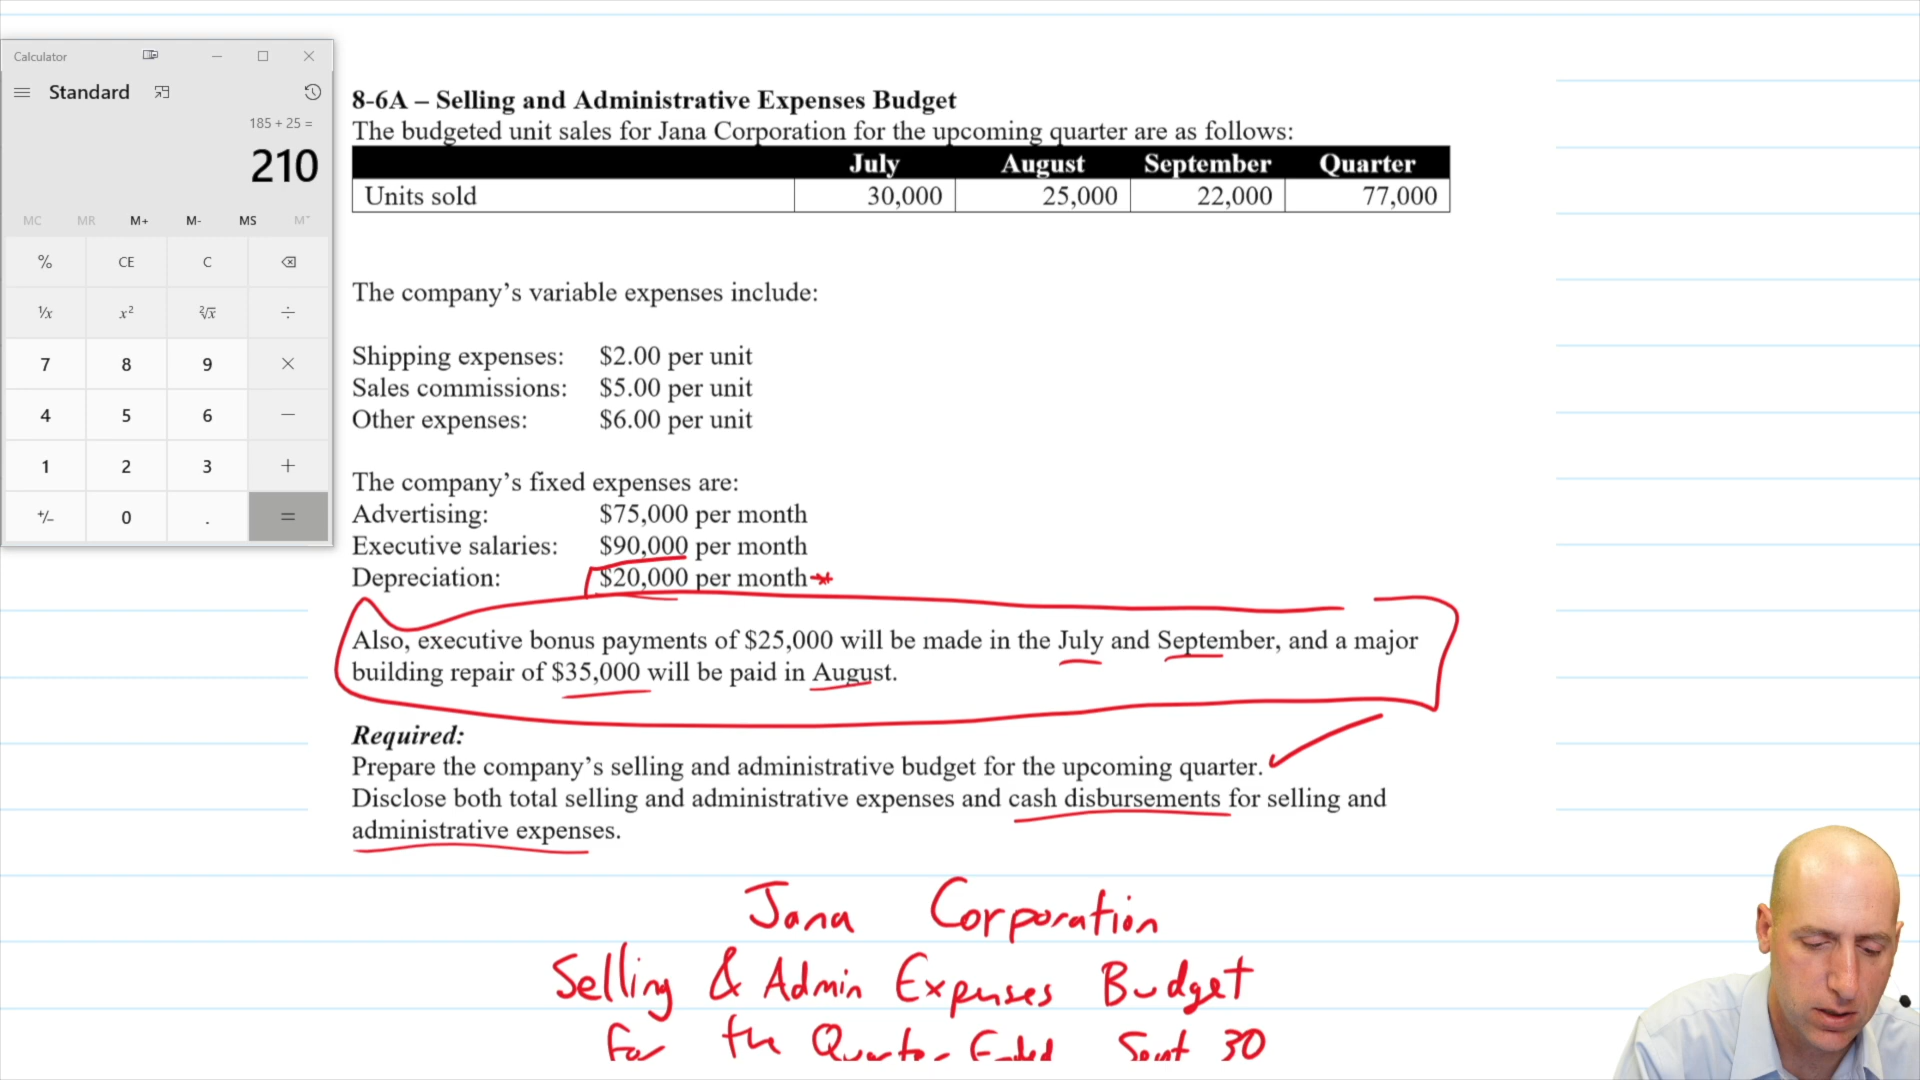 Calculator
Standard
185 + 25 =
210
MC MR M+ M- MS M˅
% CE C
¹/x x² ²√x ÷
7 8 9 ×
4 5 6 −
1 2 3 +
+/− 0 . =
8-6A – Selling and Administrative Expenses Budget
The budgeted unit sales for Jana Corporation for the upcoming quarter are as follows:
July August September Quarter
Units sold 30,000 25,000 22,000 77,000
The company’s variable expenses include:
Shipping expenses: $2.00 per unit
Sales commissions: $5.00 per unit
Other expenses: $6.00 per unit
The company’s fixed expenses are:
Advertising: $75,000 per month
Executive salaries: $90,000 per month
Depreciation: $20,000 per month
Also, executive bonus payments of $25,000 will be made in the July and September, and a major
building repair of $35,000 will be paid in August.
Required:
Prepare the company’s selling and administrative budget for the upcoming quarter.
Disclose both total selling and administrative expenses and cash disbursements for selling and
administrative expenses.
Jana Corporation
Selling & Admin Expenses Budget
For the Quarter Ended Sept 30